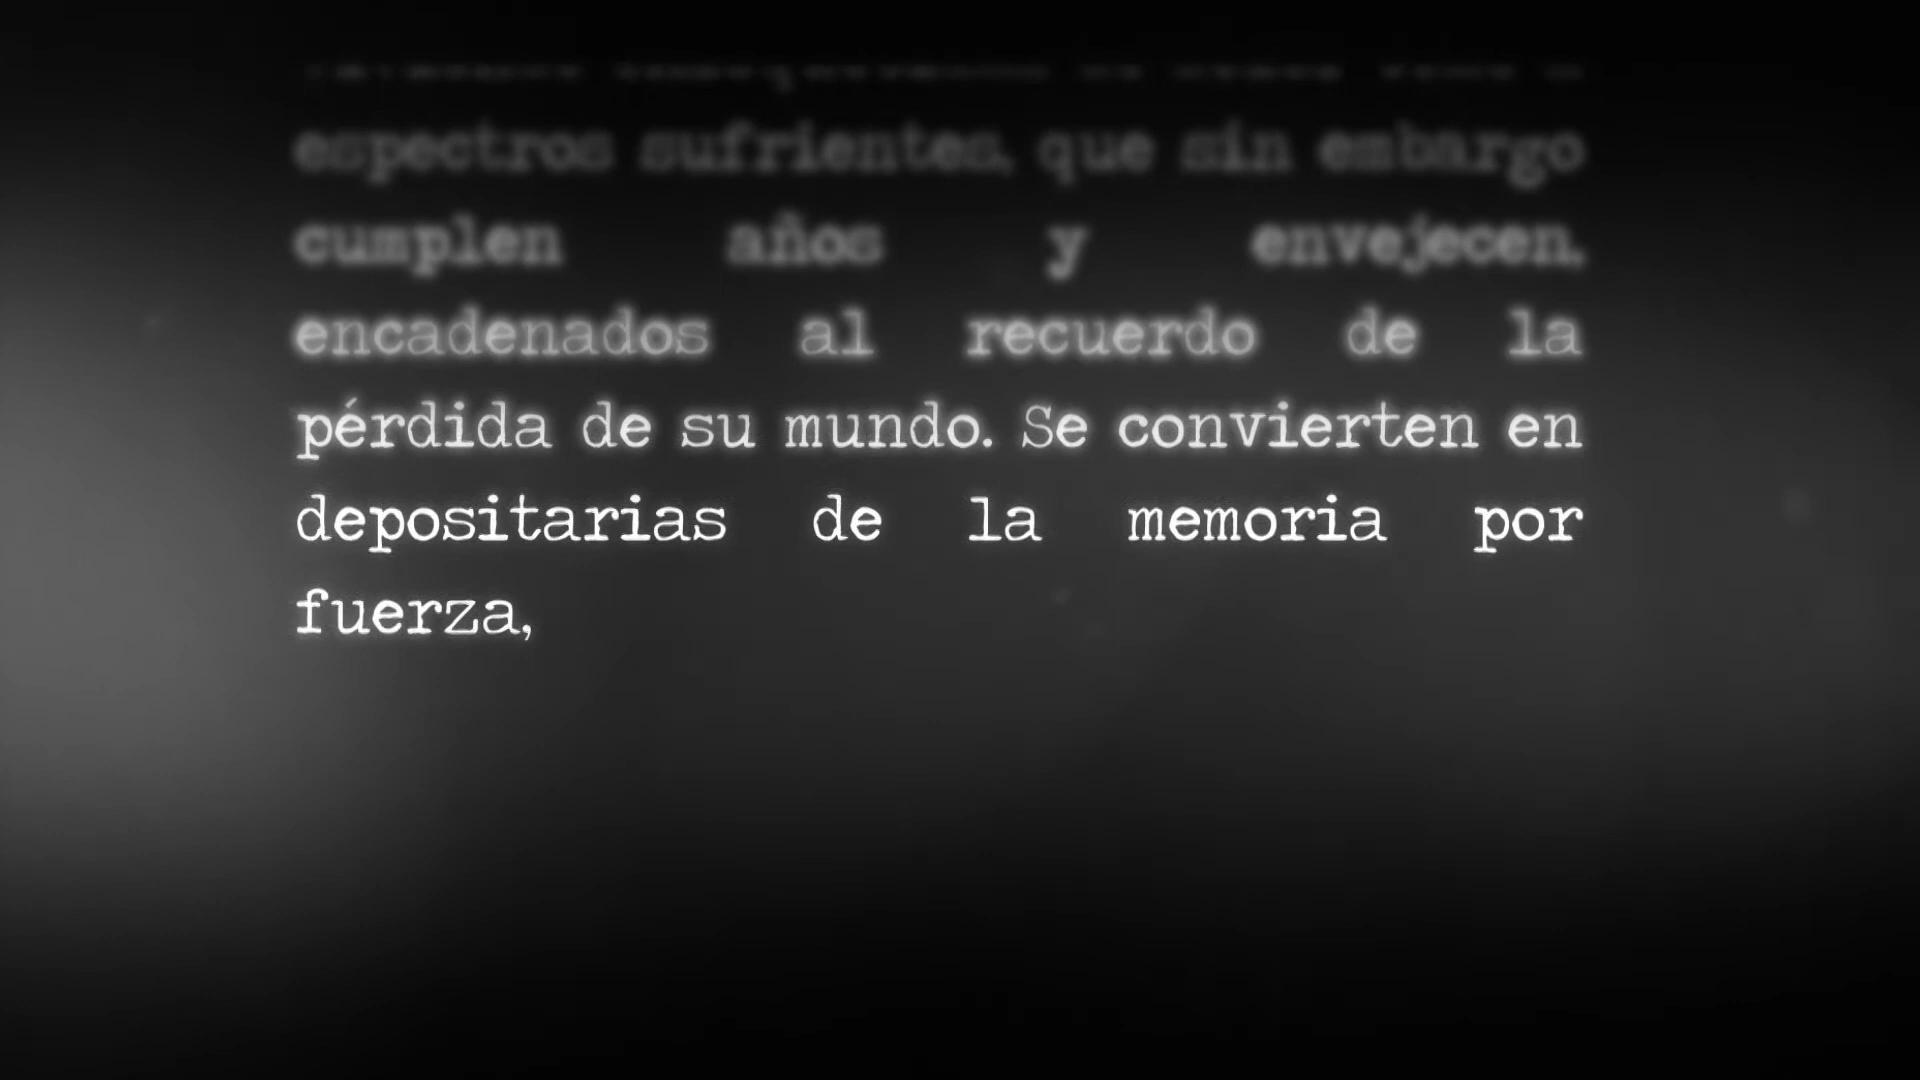 espectros sufrientes, que sin embargo
cumplen años y envejecen,
encadenados al recuerdo de la
pérdida de su mundo. Se convierten en
depositarias de la memoria por
fuerza,